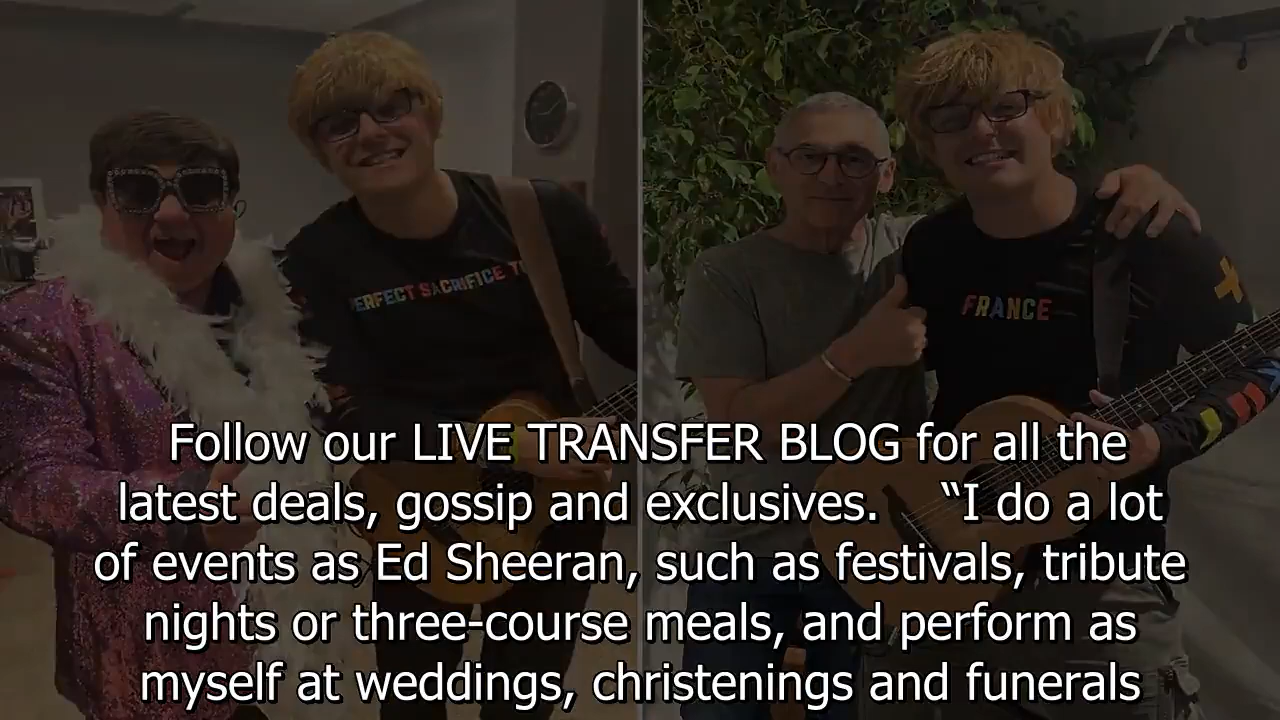 ERFECT SACRIFICE T
FRANCE
Follow our LIVE TRANSFER BLOG for all the
latest deals, gossip and exclusives. “I do a lot
of events as Ed Sheeran, such as festivals, tribute
nights or three-course meals, and perform as
myself at weddings, christenings and funerals